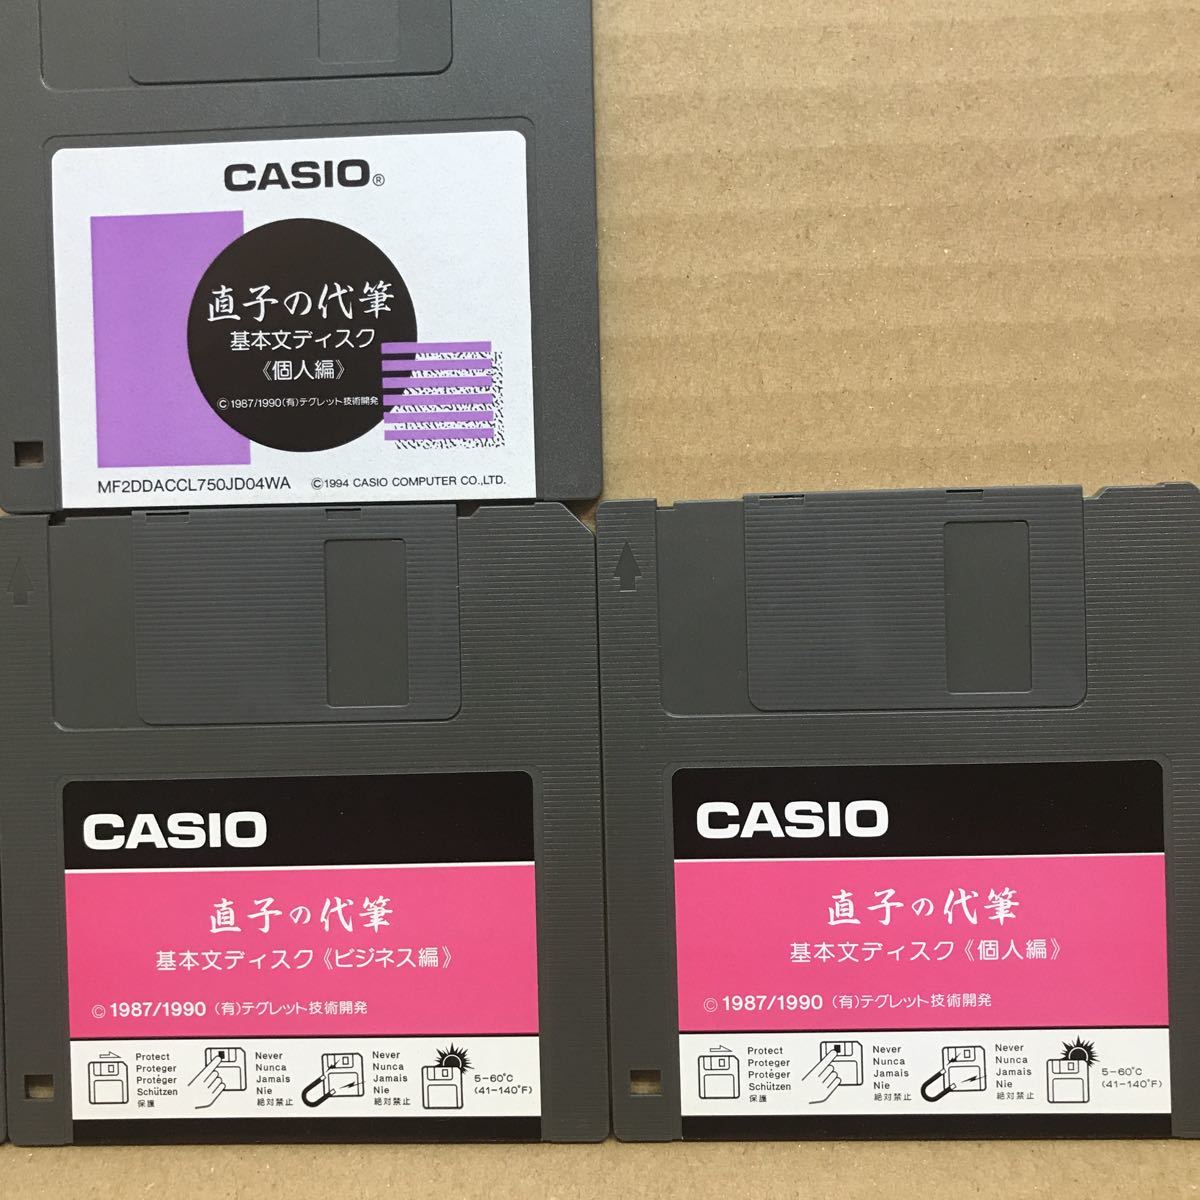 CASIO®
直子の代筆
基本文ディスク
《個人編》
©1987/1990(有)テグレット技術開発
MF2DDACCL750JD04WA ©1994 CASIO COMPUTER CO.,LTD.
CASIO
直子の代筆
基本文ディスク《ビジネス編》
© 1987/1990 (有)テグレット技術開発
Protect
Proteger
Protéger
Schützen
保護
Never
Nunca
Jamais
Nie
絶対禁止
Never
Nunca
Jamais
Nie
絶対禁止
5-60°C
(41-140°F)
CASIO
直子の代筆
基本文ディスク《個人編》
© 1987/1990 (有)テグレット技術開発
Protect
Proteger
Protéger
Schützen
保護
Never
Nunca
Jamais
Nie
絶対禁止
Never
Nunca
Jamais
Nie
絶対禁止
5-60°C
(41-140°F)